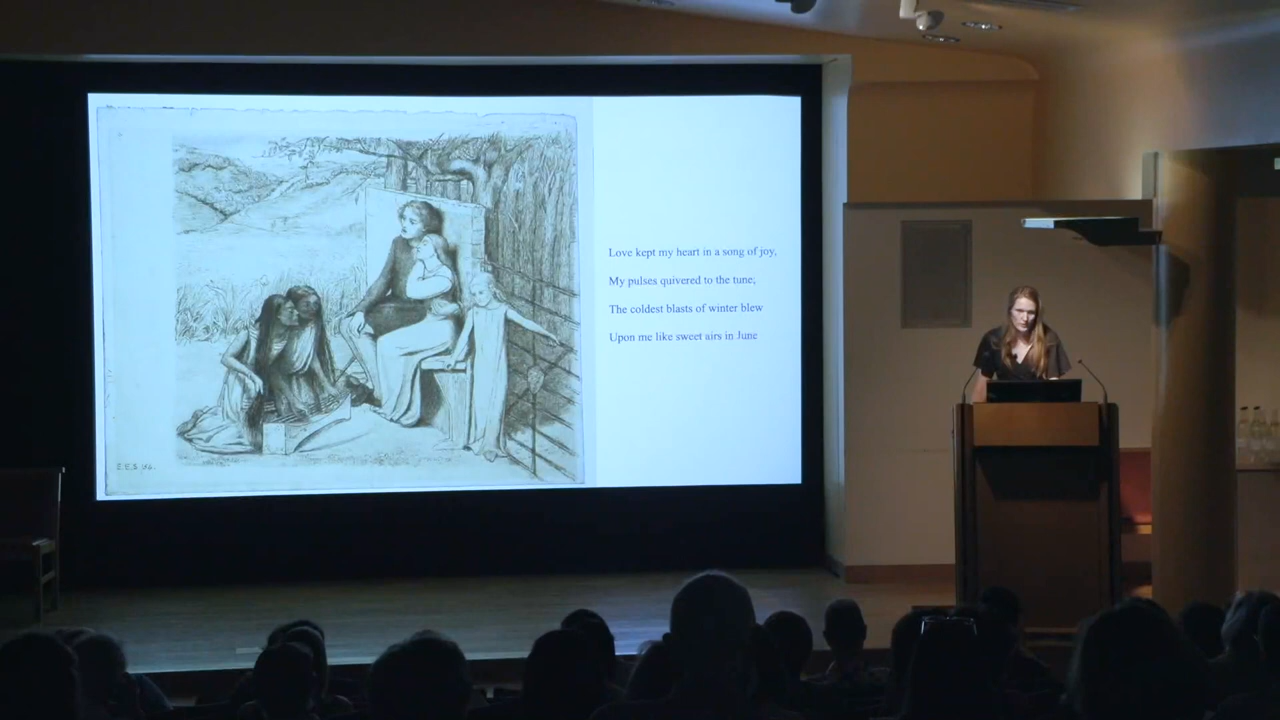 Love kept my heart in a song of joy,
My pulses quivered to the tune;
The coldest blasts of winter blew
Upon me like sweet airs in June